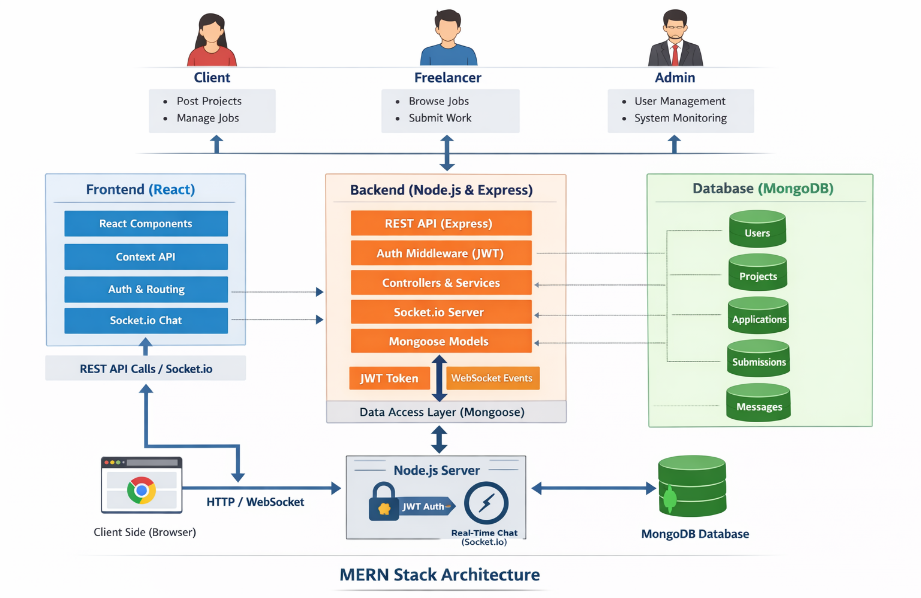 Client
Freelancer
Admin
• Post Projects
• Manage Jobs
• Browse Jobs
• Submit Work
• User Management
• System Monitoring
Frontend (React)
React Components
Context API
Auth & Routing
Socket.io Chat
REST API Calls / Socket.io
Backend (Node.js & Express)
REST API (Express)
Auth Middleware (JWT)
Controllers & Services
Socket.io Server
Mongoose Models
JWT Token
WebSocket Events
Data Access Layer (Mongoose)
Database (MongoDB)
Users
Projects
Applications
Submissions
Messages
Client Side (Browser)
HTTP / WebSocket
Node.js Server
JWT Auth
Real-Time Chat
(Socket.io)
MongoDB Database
MERN Stack Architecture